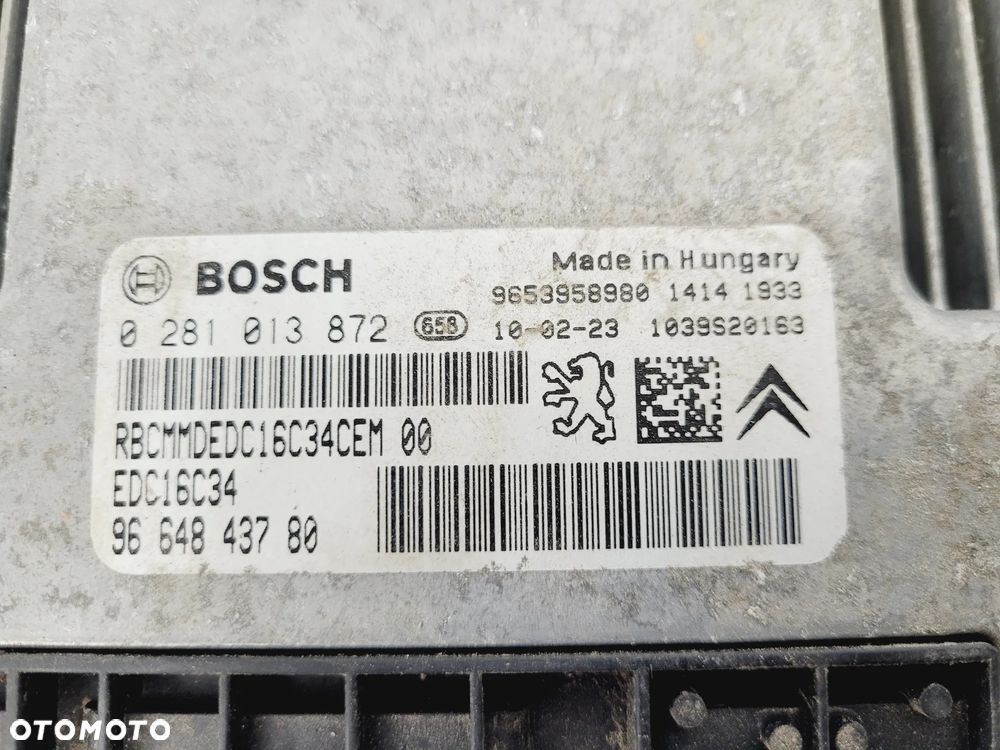 BOSCH
Made in Hungary
9653958980 1414 1933
0 281 013 872 658 10-02-23 1039S20163
RBCMMDEDC16C34CEM 00
EDC16C34
96 648 437 80
OTOMOTO